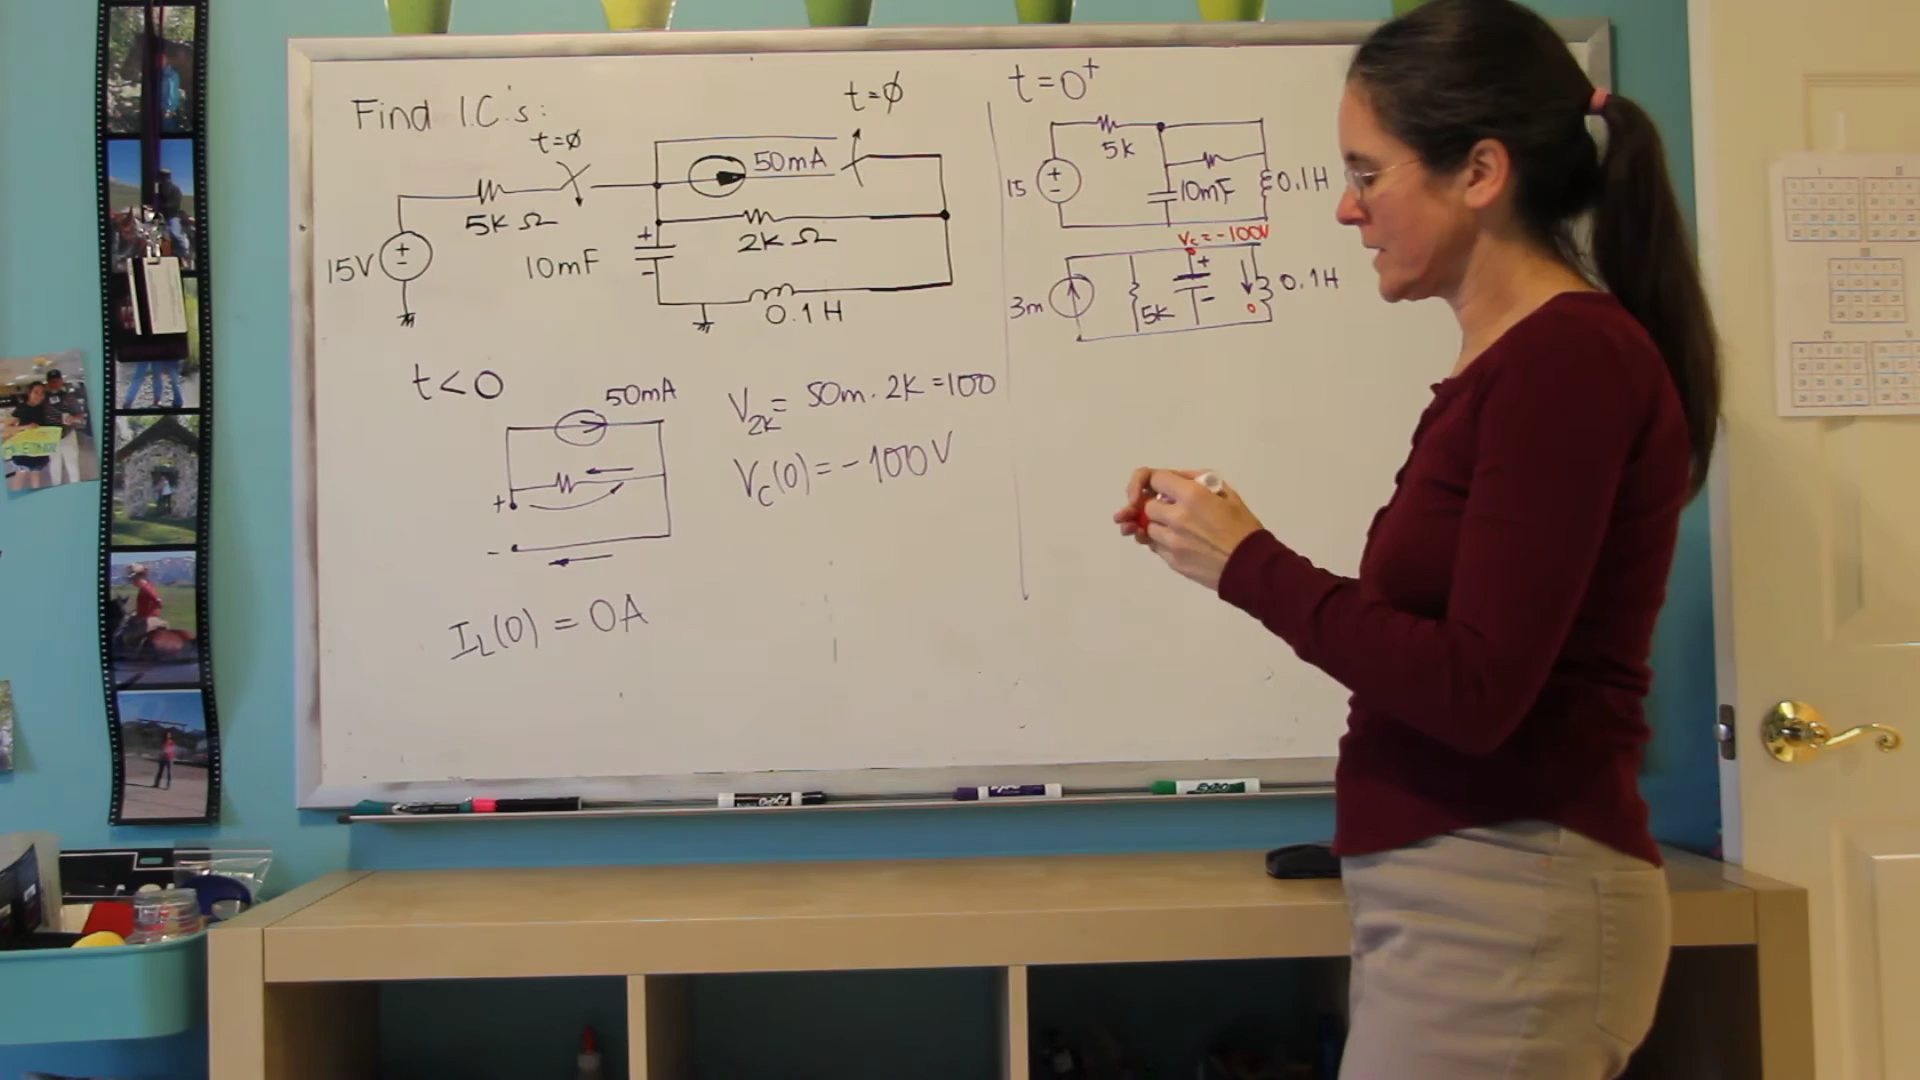 Find I.C.'s:
t=∅
t=∅
50mA
5kΩ
2kΩ
15V
+
-
10mF
+
-
0.1H
t<0
50mA
+
-
V2k = 50m·2k=100
Vc(0)=-100V
IL(0) = 0A
t=0+
5k
15
+
-
10mF
0.1H
Vc=-100V
3m
5k
+
-
0.1H
0
EXPO